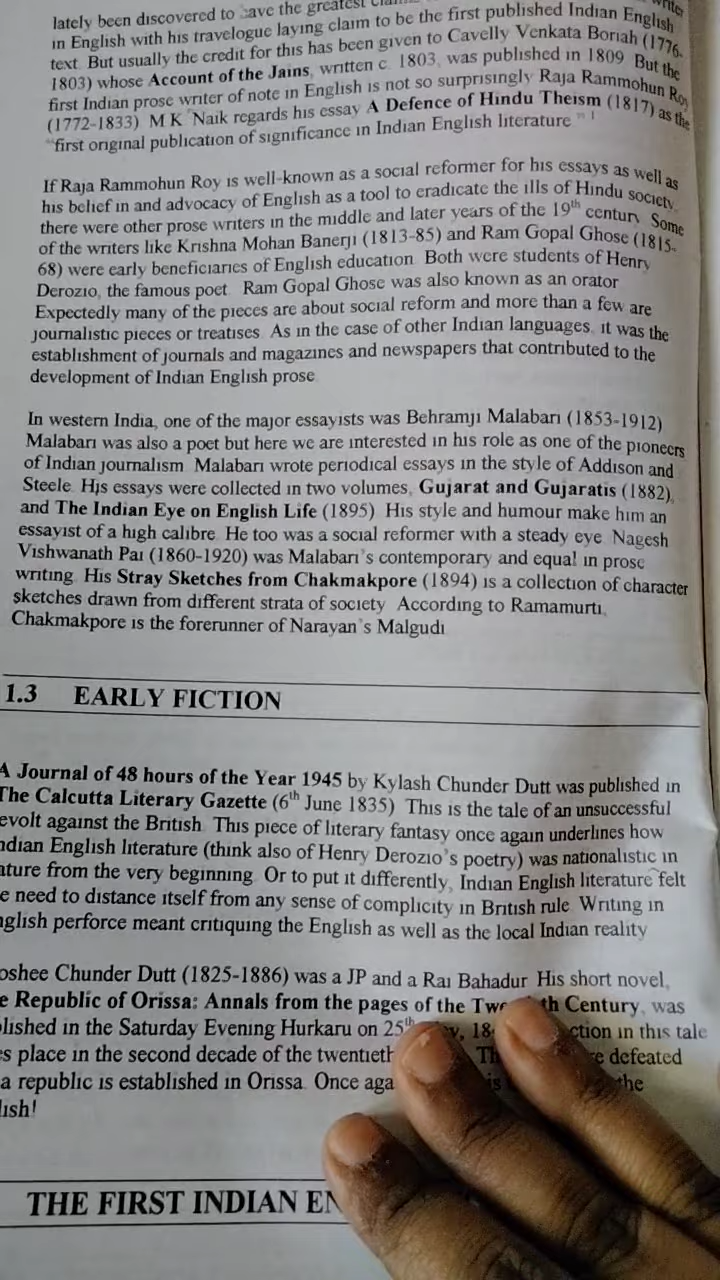 lately been discovered to have the greatest
in English with his travelogue laying claim to be the first published Indian English
text But usually the credit for this has been given to Cavelly Venkata Boriah (1776-
1803) whose Account of the Jains, written c 1803, was published in 1809 But the
first Indian prose writer of note in English is not so surprisingly Raja Rammohun Roy
(1772-1833) M K Naik regards his essay A Defence of Hindu Theism (1817) as the
"first original publication of significance in Indian English literature " 1
If Raja Rammohun Roy is well-known as a social reformer for his essays as well as
his belief in and advocacy of English as a tool to eradicate the ills of Hindu society,
there were other prose writers in the middle and later years of the 19th century Some
of the writers like Krishna Mohan Banerji (1813-85) and Ram Gopal Ghose (1815-
68) were early beneficiaries of English education Both were students of Henry
Derozio, the famous poet Ram Gopal Ghose was also known as an orator
Expectedly many of the pieces are about social reform and more than a few are
journalistic pieces or treatises As in the case of other Indian languages, it was the
establishment of journals and magazines and newspapers that contributed to the
development of Indian English prose
In western India, one of the major essayists was Behramji Malabari (1853-1912)
Malabari was also a poet but here we are interested in his role as one of the pioneers
of Indian journalism Malabari wrote periodical essays in the style of Addison and
Steele His essays were collected in two volumes, Gujarat and Gujaratis (1882),
and The Indian Eye on English Life (1895) His style and humour make him an
essayist of a high calibre He too was a social reformer with a steady eye Nagesh
Vishwanath Pai (1860-1920) was Malabari's contemporary and equal in prose
writing His Stray Sketches from Chakmakpore (1894) is a collection of character
sketches drawn from different strata of society According to Ramamurti,
Chakmakpore is the forerunner of Narayan's Malgudi
1.3 EARLY FICTION
A Journal of 48 hours of the Year 1945 by Kylash Chunder Dutt was published in
The Calcutta Literary Gazette (6th June 1835) This is the tale of an unsuccessful
evolt against the British This piece of literary fantasy once again underlines how
ndian English literature (think also of Henry Derozio's poetry) was nationalistic in
ature from the very beginning Or to put it differently, Indian English literature felt
e need to distance itself from any sense of complicity in British rule Writing in
nglish perforce meant critiquing the English as well as the local Indian reality
oshee Chunder Dutt (1825-1886) was a JP and a Rai Bahadur His short novel,
e Republic of Orissa: Annals from the pages of the Century, was
lished in the Saturday Evening Hurkaru on 25th 18 ction in this tale
es place in the second decade of the twentieth defeated
a republic is established in Orissa Once is the
lish!
THE FIRST INDIAN